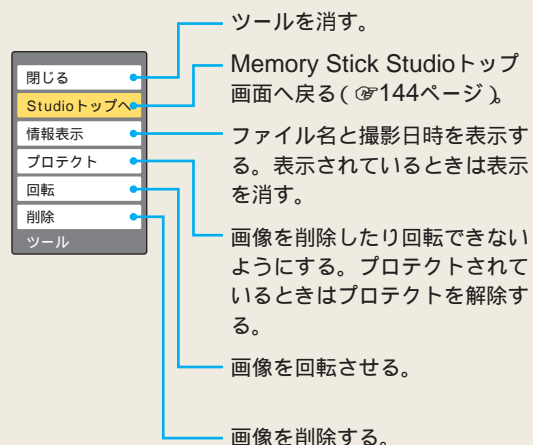 閉じる
Studioトップへ
情報表示
プロテクト
回転
削除
ツール
ツールを消す。
Memory Stick Studioトップ
画面へ戻る(☞144ページ)。
ファイル名と撮影日時を表示す
る。表示されているときは表示
を消す。
画像を削除したり回転できない
ようにする。プロテクトされて
いるときはプロテクトを解除す
る。
画像を回転させる。
画像を削除する。